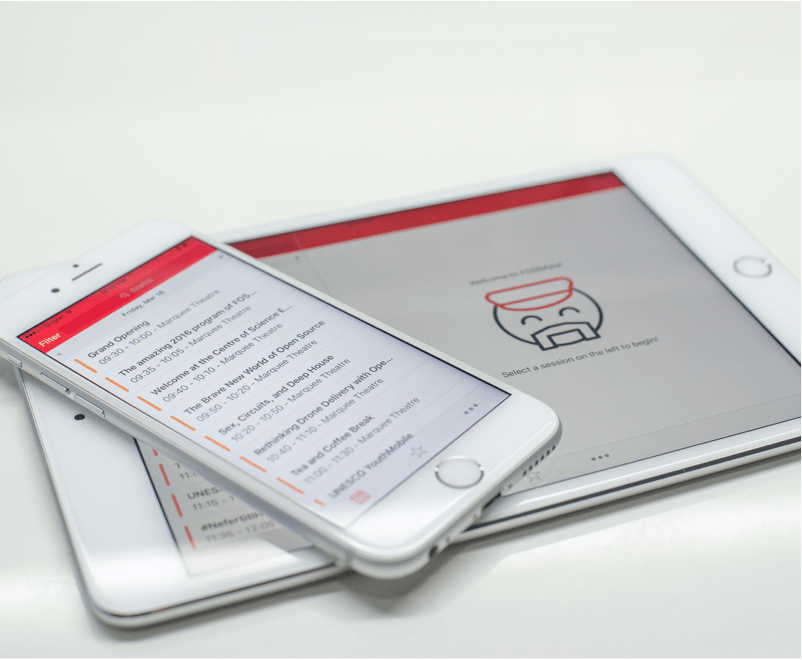 Search
Friday, Mar 18
Filter
Grand Opening
09:30 - 10:00 - Marquee Theatre
The amazing 2016 program of FOS...
09:35 - 10:05 - Marquee Theatre
Welcome at the Centre of Science E...
09:40 - 10:10 - Marquee Theatre
The Brave New World of Open Source
09:50 - 10:20 - Marquee Theatre
Sex, Circuits, and Deep House
10:20 - 10:50 - Marquee Theatre
Rethinking Drone Delivery with Ope...
10:40 - 11:10 - Marquee Theatre
Tea and Coffee Break
11:00 - 11:30 - Marquee Theatre
UNESCO YouthMobile
Welcome to FOSSAsia!
Select a session on the left to begin!
UNES
11:15 - 11:35
#Nefertiti
11:35 - 12:05